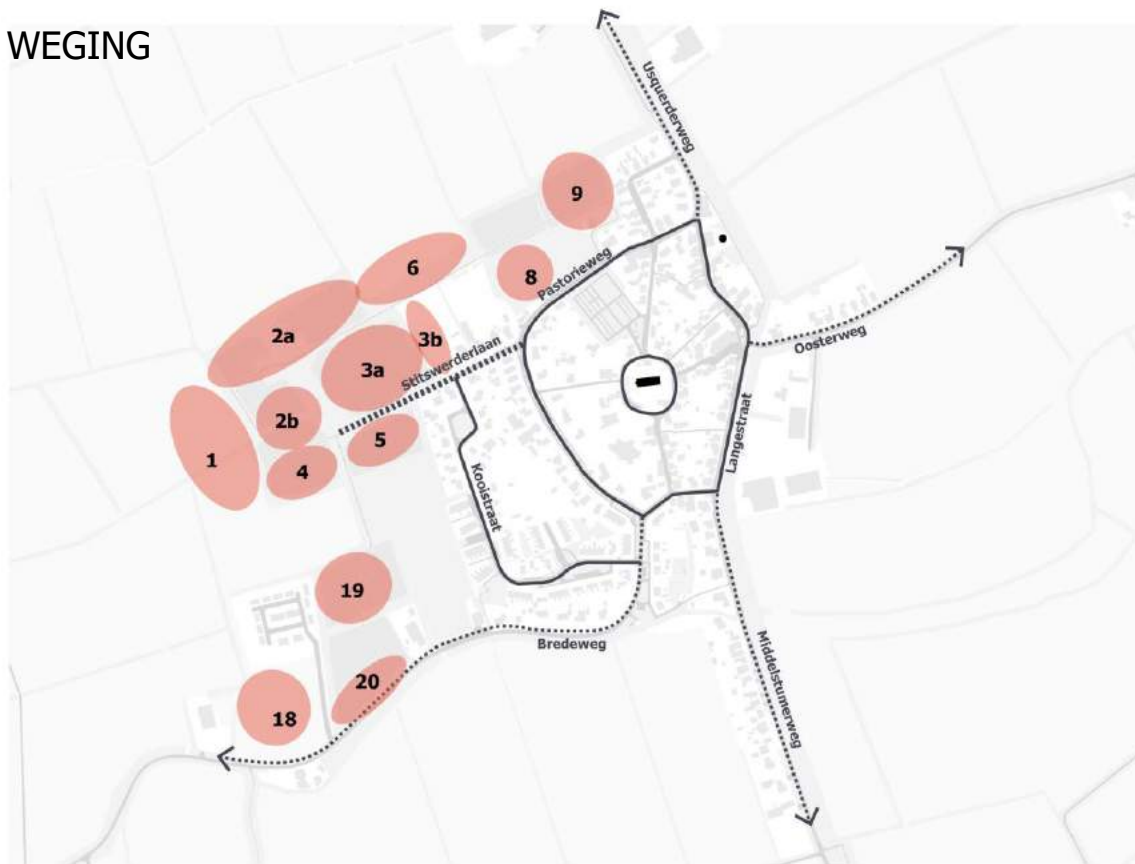 WEGING
Usquerderweg
9
6
8
Pastorieweg
2a
3b
3a
Stitswerderlaan
Oosterweg
2b
5
1
4
Langestraat
Kooistraat
19
Bredeweg
Middelstumerweg
20
18